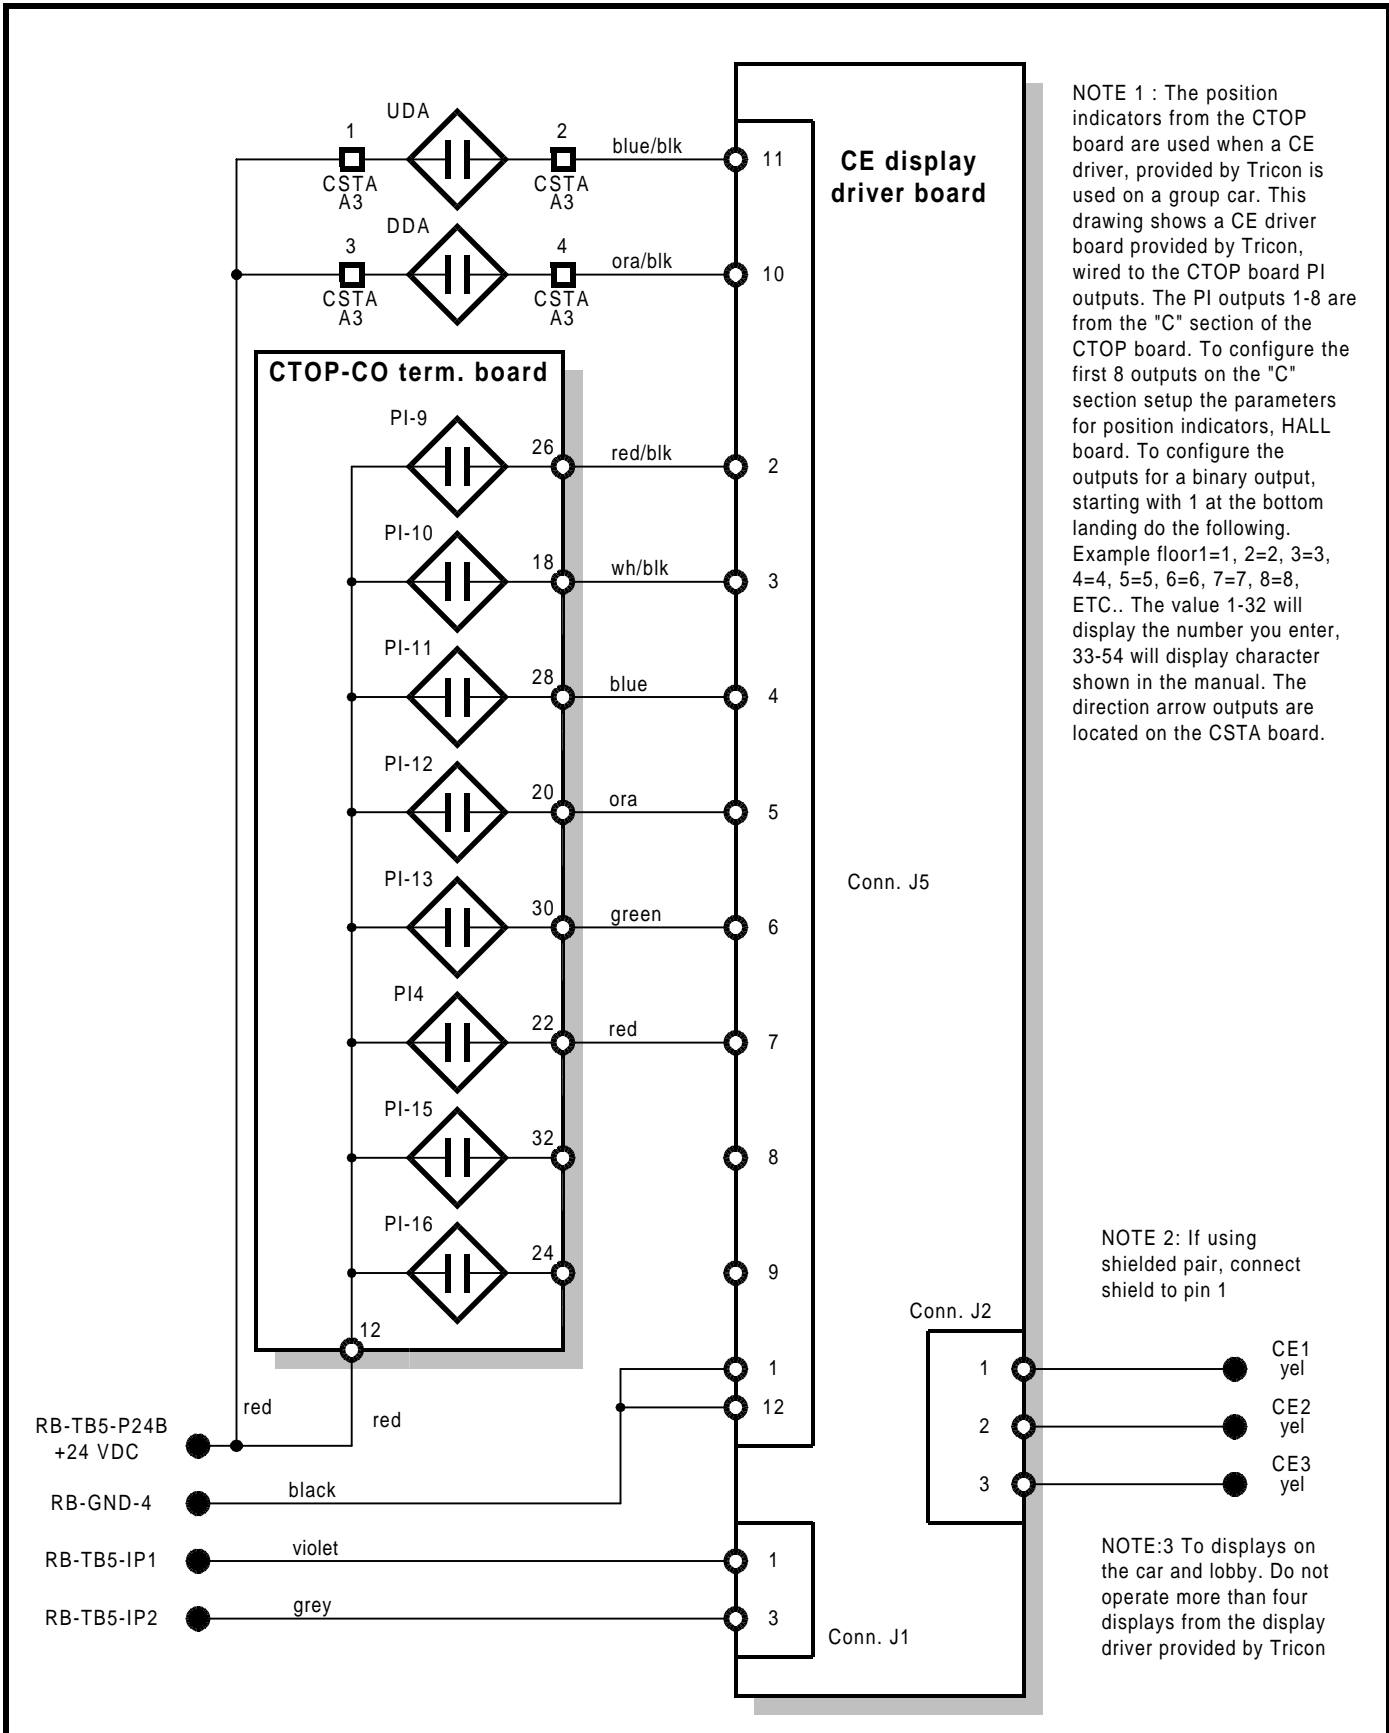 UDA
1
2
CSTA
A3
CSTA
A3
blue/blk
11
DDA
3
4
CSTA
A3
CSTA
A3
ora/blk
10
CE display
driver board
CTOP-CO term. board
PI-9
26
red/blk
2
PI-10
18
wh/blk
3
PI-11
28
blue
4
PI-12
20
ora
5
PI-13
30
green
6
PI4
22
red
7
PI-15
32
8
PI-16
24
9
12
1
12
Conn. J5
red
red
RB-TB5-P24B
+24 VDC
RB-GND-4
black
RB-TB5-IP1
violet
1
RB-TB5-IP2
grey
3
Conn. J1
Conn. J2
1
CE1
yel
2
CE2
yel
3
CE3
yel
NOTE 1 : The position
indicators from the CTOP
board are used when a CE
driver, provided by Tricon is
used on a group car. This
drawing shows a CE driver
board provided by Tricon,
wired to the CTOP board PI
outputs. The PI outputs 1-8 are
from the "C" section of the
CTOP board. To configure the
first 8 outputs on the "C"
section setup the parameters
for position indicators, HALL
board. To configure the
outputs for a binary output,
starting with 1 at the bottom
landing do the following.
Example floor1=1, 2=2, 3=3,
4=4, 5=5, 6=6, 7=7, 8=8,
ETC.. The value 1-32 will
display the number you enter,
33-54 will display character
shown in the manual. The
direction arrow outputs are
located on the CSTA board.
NOTE 2: If using
shielded pair, connect
shield to pin 1
NOTE:3 To displays on
the car and lobby. Do not
operate more than four
displays from the display
driver provided by Tricon